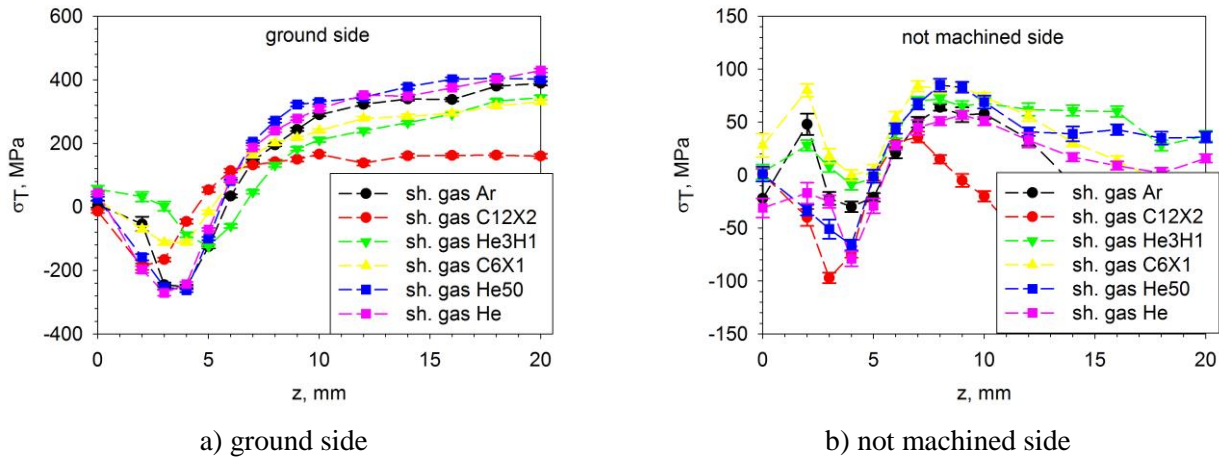 600
400
200
0
-200
-400
σT, MPa
ground side
sh. gas Ar
sh. gas C12X2
sh. gas He3H1
sh. gas C6X1
sh. gas He50
sh. gas He
0 5 10 15 20
z, mm
a) ground side
150
100
50
0
-50
-100
-150
σT, MPa
not machined side
sh. gas Ar
sh. gas C12X2
sh. gas He3H1
sh. gas C6X1
sh. gas He50
sh. gas He
0 5 10 15 20
z, mm
b) not machined side